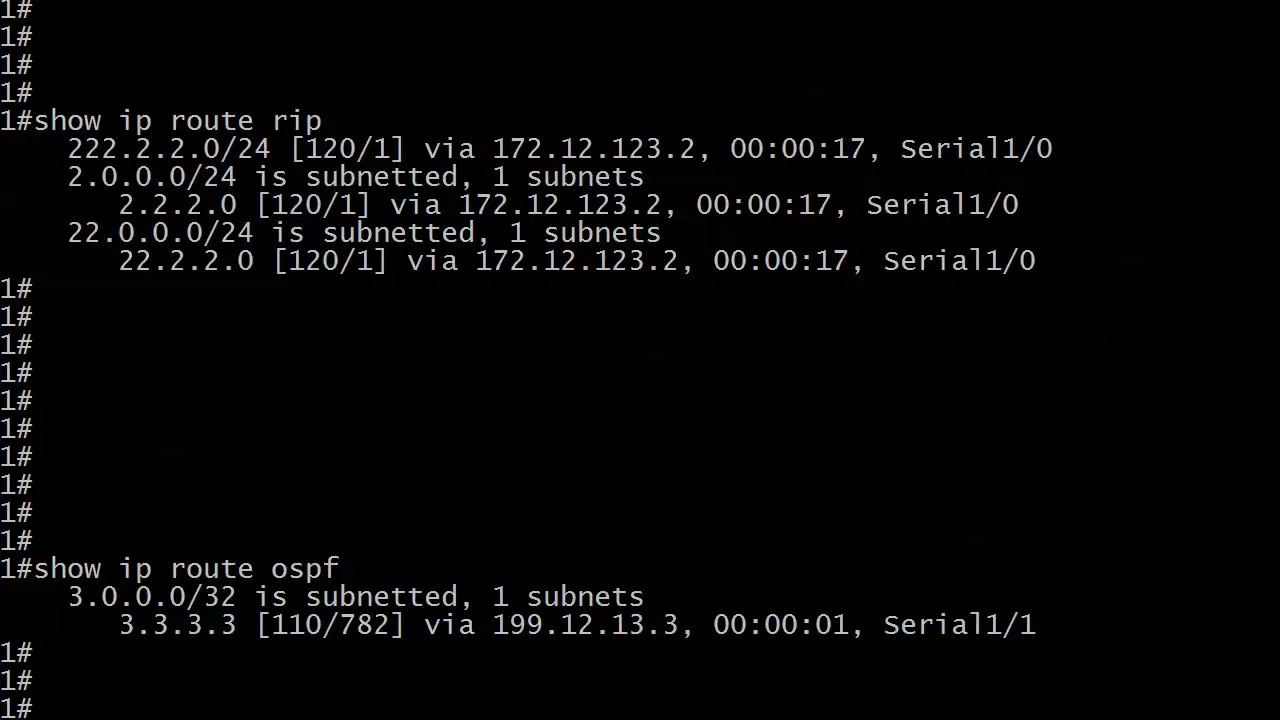 1#
1#
1#
1#
1#show ip route rip
222.2.2.0/24 [120/1] via 172.12.123.2, 00:00:17, Serial1/0
2.0.0.0/24 is subnetted, 1 subnets
2.2.2.0 [120/1] via 172.12.123.2, 00:00:17, Serial1/0
22.0.0.0/24 is subnetted, 1 subnets
22.2.2.0 [120/1] via 172.12.123.2, 00:00:17, Serial1/0
1#
1#
1#
1#
1#
1#
1#
1#
1#
1#
1#show ip route ospf
3.0.0.0/32 is subnetted, 1 subnets
3.3.3.3 [110/782] via 199.12.13.3, 00:00:01, Serial1/1
1#
1#
1#